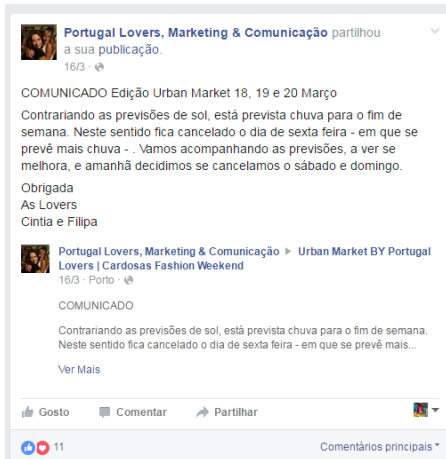 Portugal Lovers, Marketing & Comunicação partilhou
a sua publicação.
16/3 ·
COMUNICADO Edição Urban Market 18, 19 e 20 Março
Contrariando as previsões de sol, está prevista chuva para o fim de
semana. Neste sentido fica cancelado o dia de sexta feira - em que se
prevê mais chuva - . Vamos acompanhando as previsões, a ver se
melhora, e amanhã decidimos se cancelamos o sábado e domingo.
Obrigada
As Lovers
Cintia e Filipa
Portugal Lovers, Marketing & Comunicação ▶ Urban Market BY Portugal
Lovers | Cardosas Fashion Weekend
16/3 · Porto ·
COMUNICADO
Contrariando as previsões de sol, está prevista chuva para o fim de semana.
Neste sentido fica cancelado o dia de sexta feira - em que se prevê mais...
Ver Mais
Gosto Comentar Partilhar
11 Comentários principais